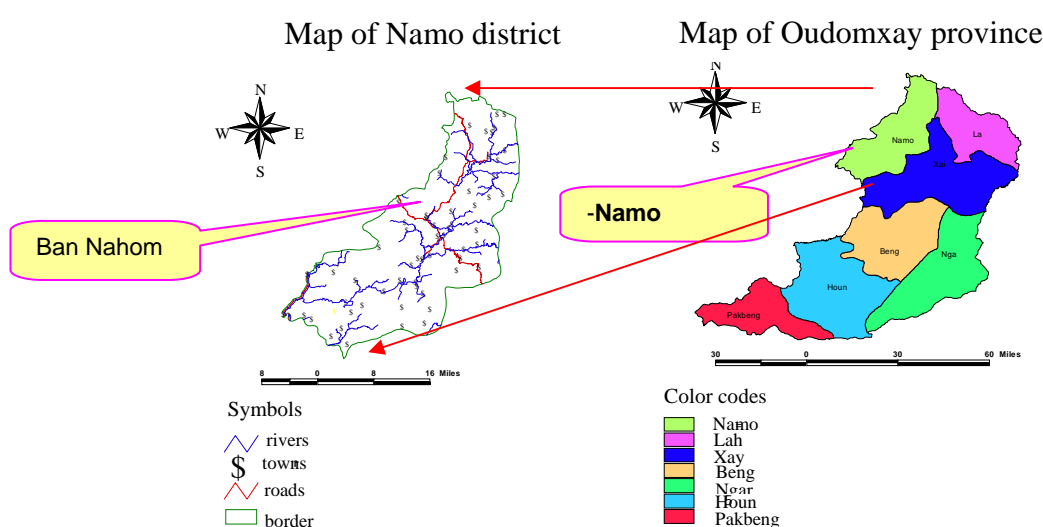 Map of Namo district
Map of Oudomxay province
N
W E
S
N
W E
S
Ban Nahom
-Namo
Namo
La
Xai
Beng
Nga
Houn
Pakbeng
8 0 8 16 Miles
30 0 30 60 Miles
Symbols
rivers
$ towns
roads
border
Color codes
Namo
Lah
Xay
Beng
Ngar
Houn
Pakbeng